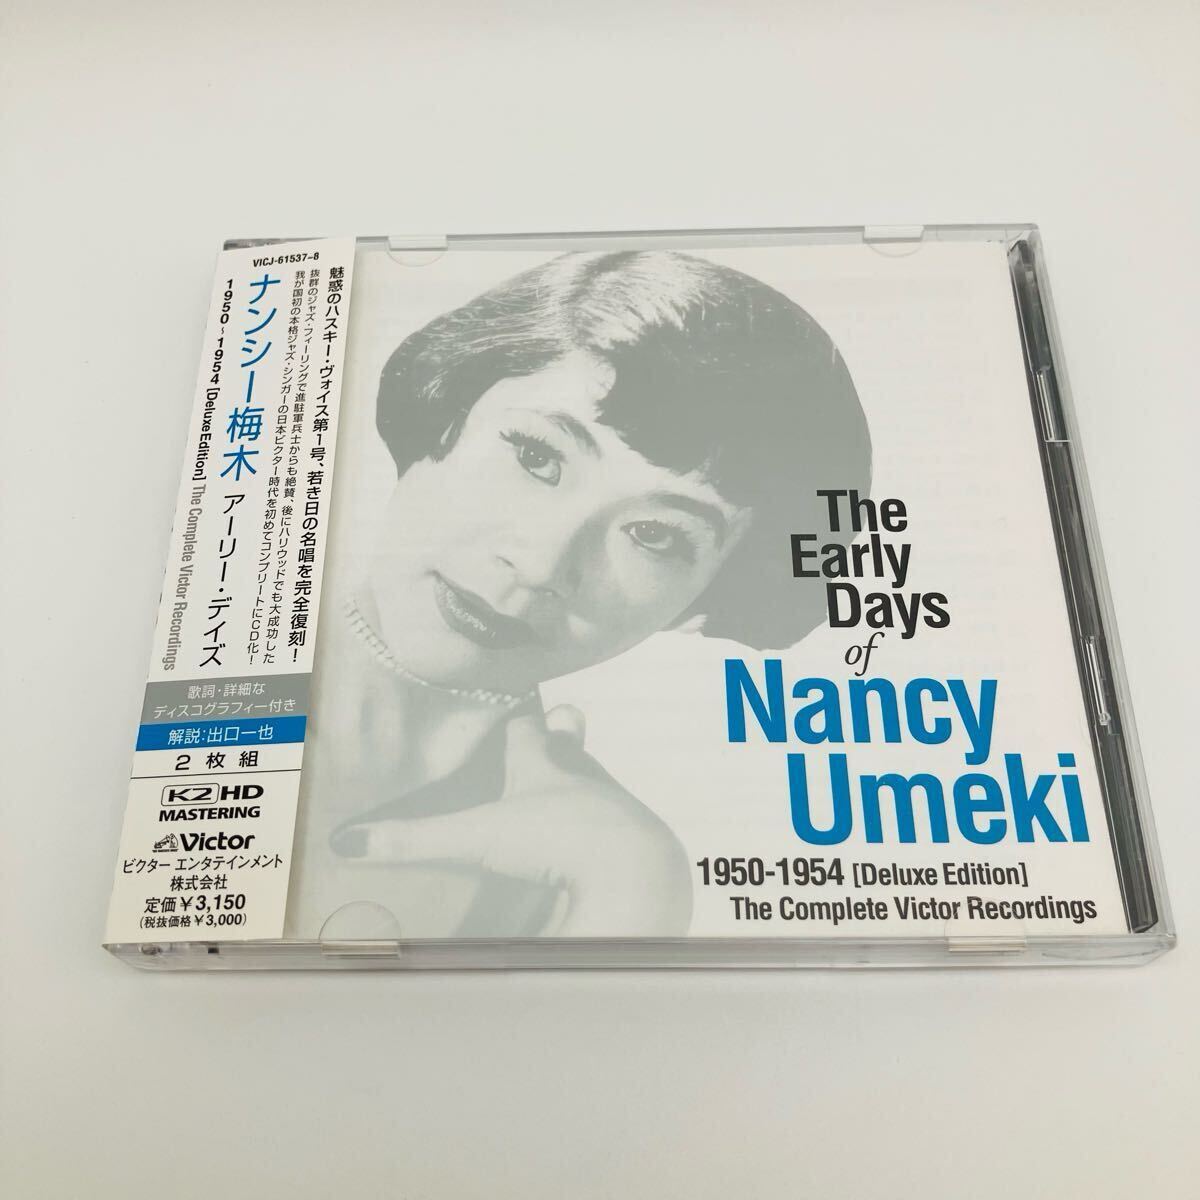 VICJ-61537~8
魅惑のハスキー・ヴォイス第1号、若き日の名唱を完全復刻!
抜群のジャズ・フィーリングで進駐軍兵士からも絶賛、後にハリウッドでも大成功した
我が国初の本格ジャズ・シンガーの日本ビクター時代を初めてコンプリートにCD化!
ナンシー梅木 アーリー・デイズ
1950~1954 [Deluxe Edition] The Complete Victor Recordings
歌詞・詳細な
ディスコグラフィー付き
解説:出口一也
2枚組
K2 HD
MASTERING
Victor
ビクター エンタテインメント
株式会社
定価¥3,150
(税抜価格¥3,000)
The
Early
Days
of
Nancy
Umeki
1950-1954 [Deluxe Edition]
The Complete Victor Recordings